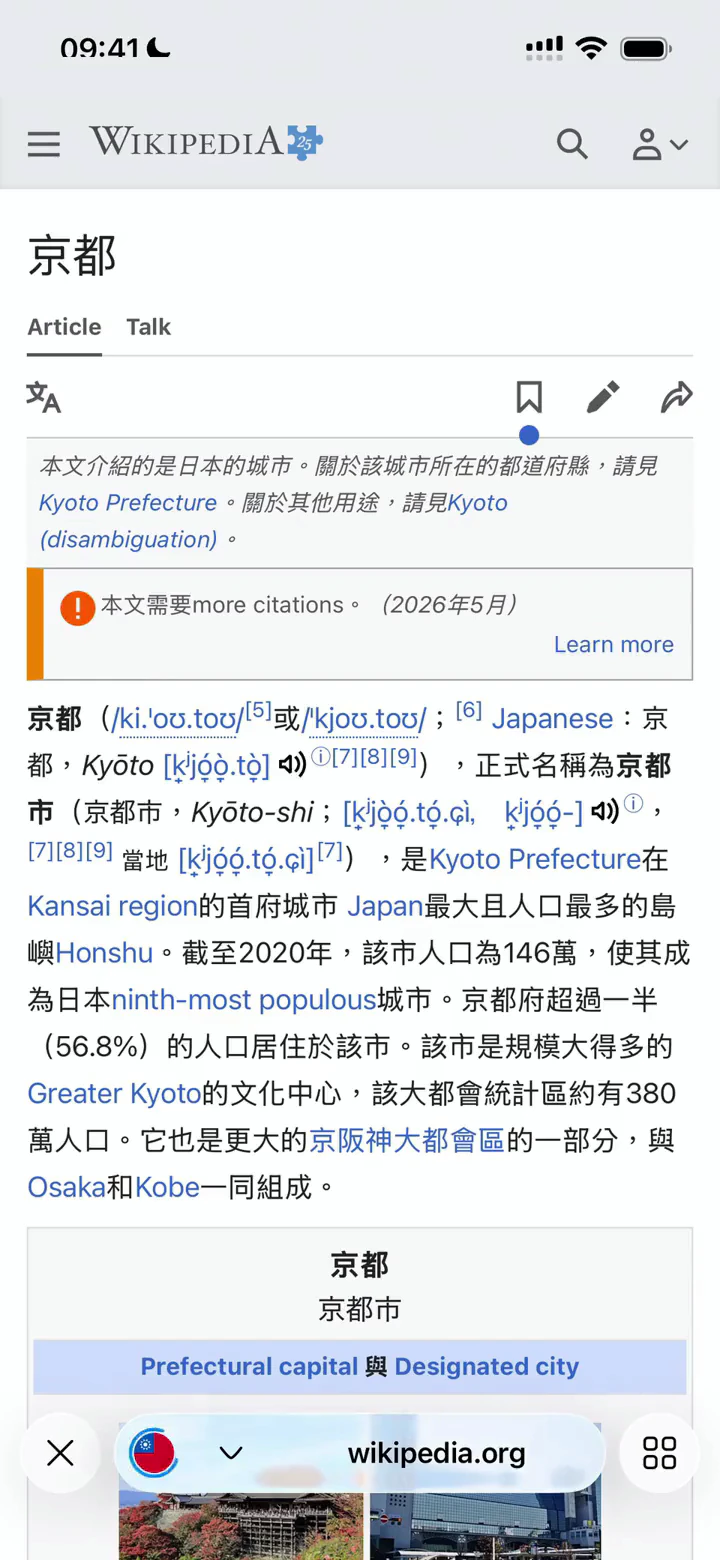 09:41
WIKIPEDIA 25
京都
Article Talk
本文介紹的是日本的城市。關於該城市所在的都道府縣，請見
Kyoto Prefecture。關於其他用途，請見Kyoto
(disambiguation) 。
本文需要more citations。（2026年5月）
Learn more
京都（/ki.ˈoʊ.toʊ/[5]或/ˈkjoʊ.toʊ/；[6] Japanese：京
都，Kyōto [kʲjóò̞.tò̞] ⓘ[7][8][9]），正式名稱為京都
市（京都市，Kyōto-shi；[kʲjòó̞.tó̞.ɕì, kʲjóó̞-] ⓘ，
[7][8][9] 當地 [kʲjóó̞.tó̞.ɕì][7]），是Kyoto Prefecture在
Kansai region的首府城市 Japan最大且人口最多的島
嶼Honshu。截至2020年，該市人口為146萬，使其成
為日本ninth-most populous城市。京都府超過一半
（56.8%）的人口居住於該市。該市是規模大得多的
Greater Kyoto的文化中心，該大都會統計區約有380
萬人口。它也是更大的京阪神大都會區的一部分，與
Osaka和Kobe一同組成。
京都
京都市
Prefectural capital 與 Designated city
wikipedia.org